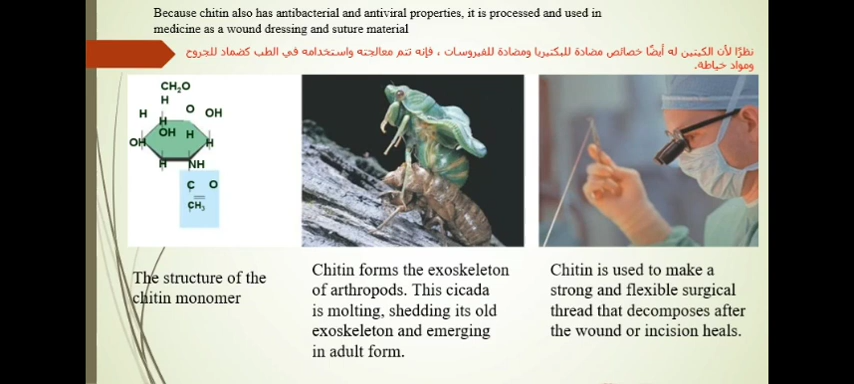 Because chitin also has antibacterial and antiviral properties, it is processed and used in
medicine as a wound dressing and suture material
نظرًا لأن الكيتين له أيضًا خصائص مضادة للبكتيريا ومضادة للفيروسات ، فإنه تتم معالجته واستخدامه في الطب كضماد للجروح
ومواد خياطة.
CH₂O
H
H O OH
H
OH H
OH H
H NH
C O
CH₃
The structure of the
chitin monomer
Chitin forms the exoskeleton
of arthropods. This cicada
is molting, shedding its old
exoskeleton and emerging
in adult form.
Chitin is used to make a
strong and flexible surgical
thread that decomposes after
the wound or incision heals.